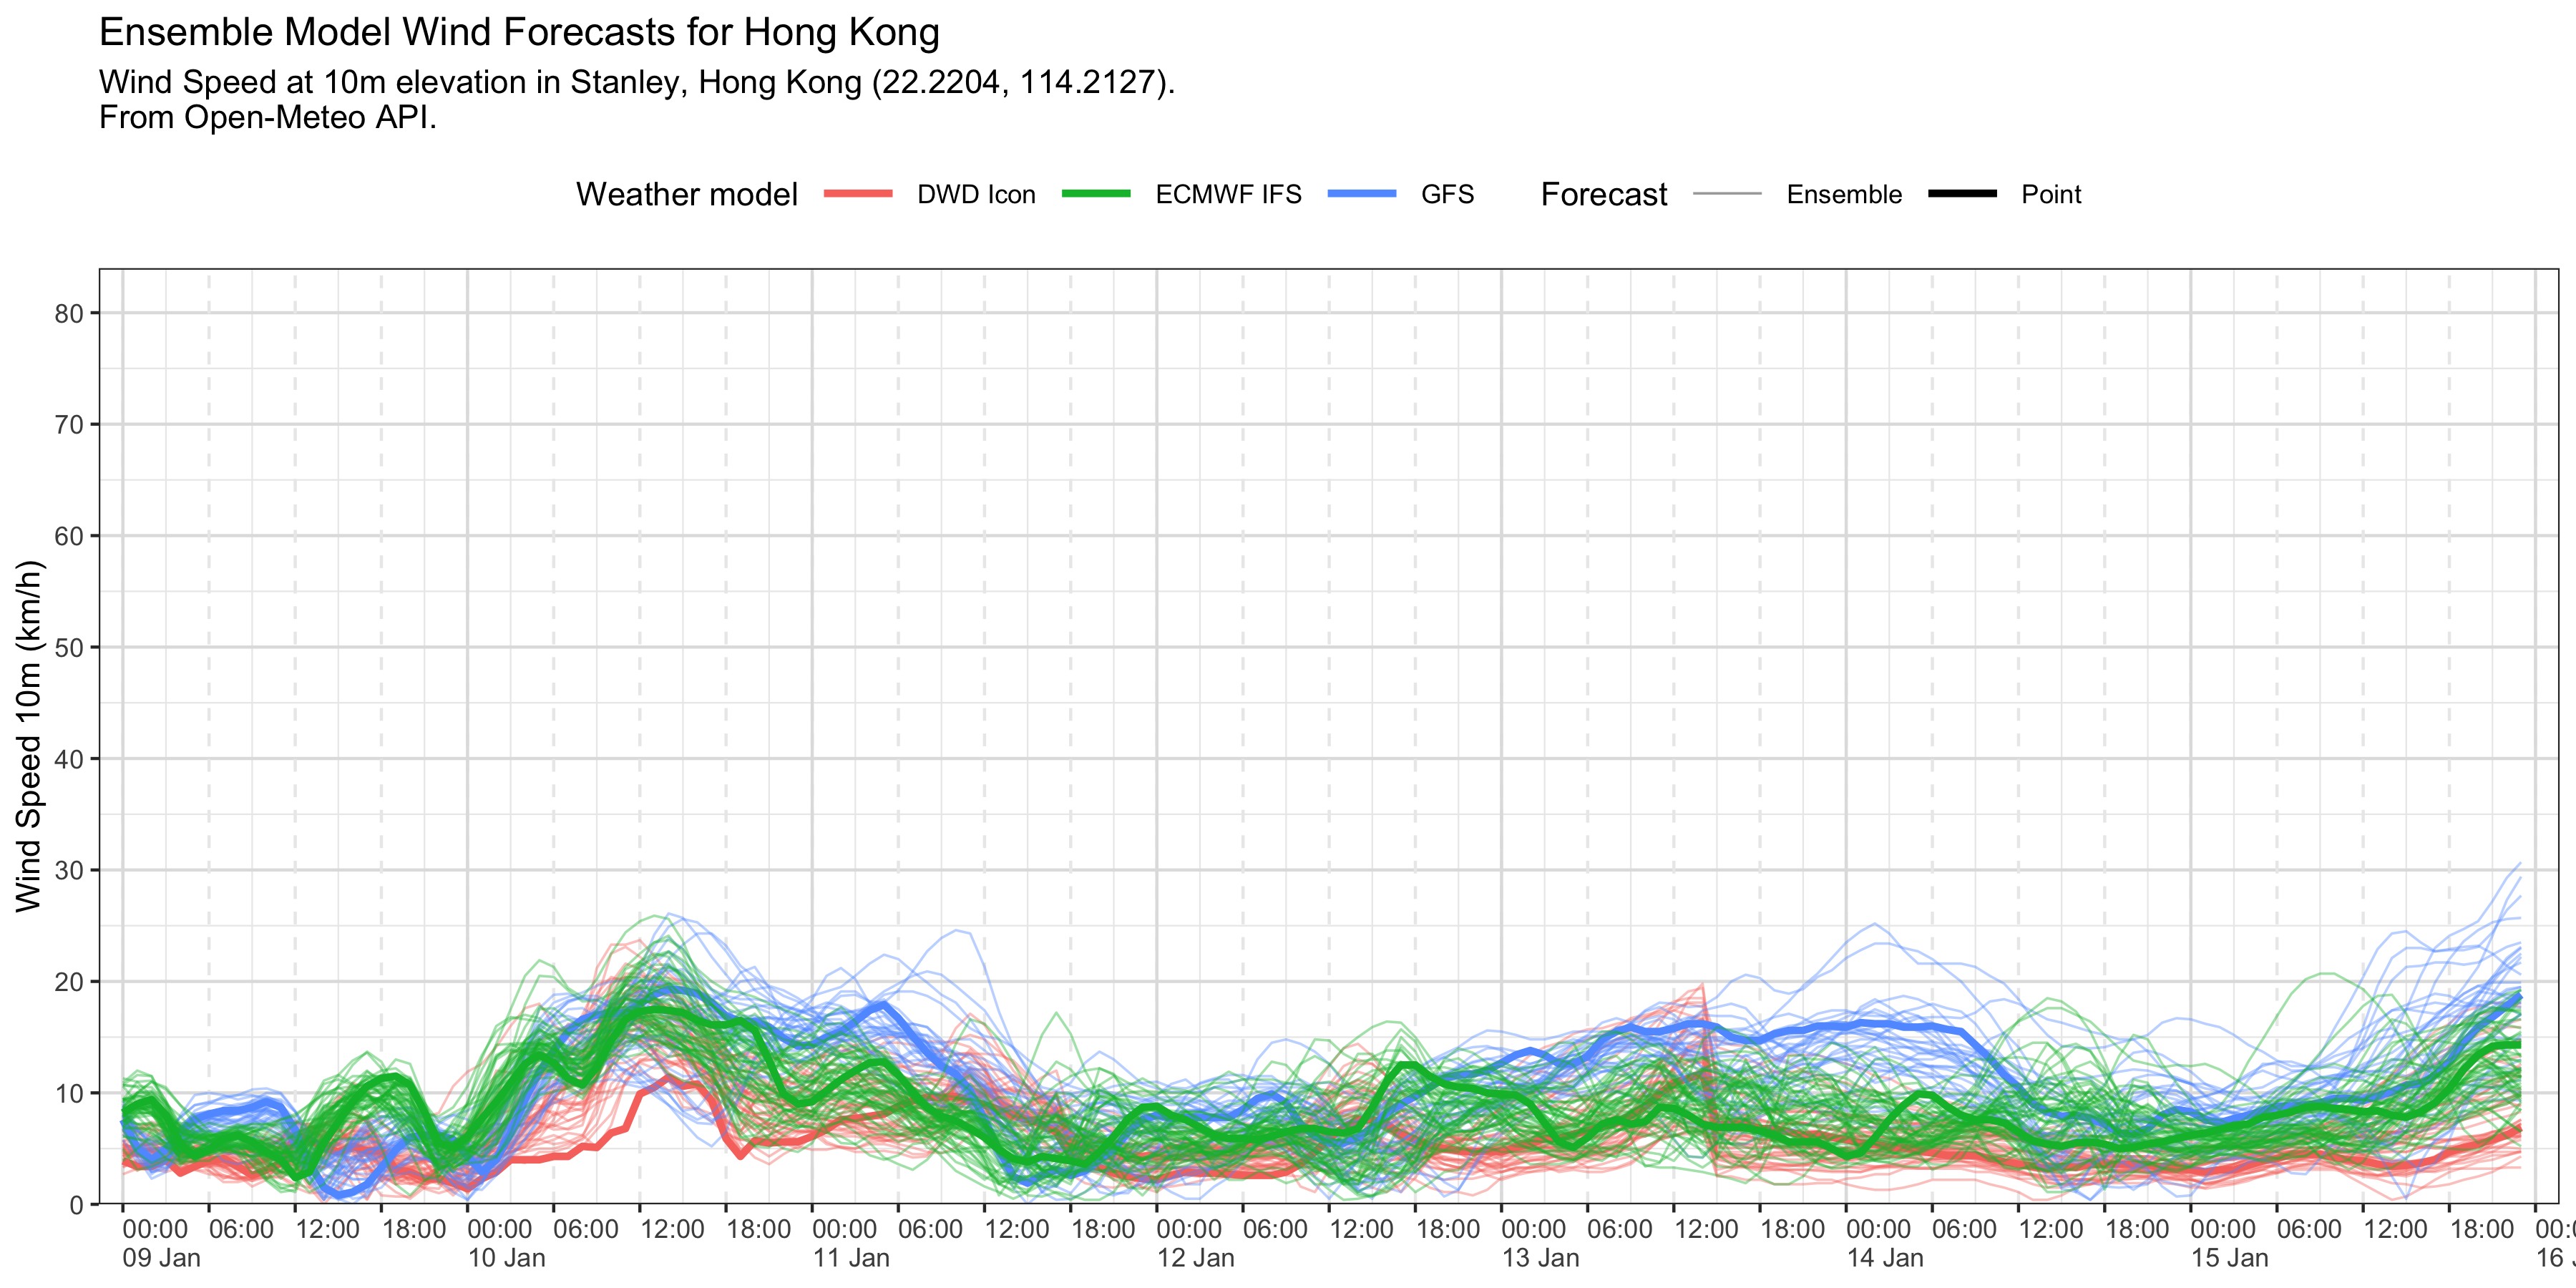 Ensemble Model Wind Forecasts for Hong Kong
Wind Speed at 10m elevation in Stanley, Hong Kong (22.2204, 114.2127).
From Open-Meteo API.
Weather model DWD Icon ECMWF IFS GFS Forecast Ensemble Point
Wind Speed 10m (km/h)
80
70
60
50
40
30
20
10
0
00:00 06:00 12:00 18:00 00:00 06:00 12:00 18:00 00:00 06:00 12:00 18:00 00:00 06:00 12:00 18:00 00:00 06:00 12:00 18:00 00:00 06:00 12:00 18:00 00:00 06:00 12:00 18:00 00:
09 Jan 10 Jan 11 Jan 12 Jan 13 Jan 14 Jan 15 Jan 16